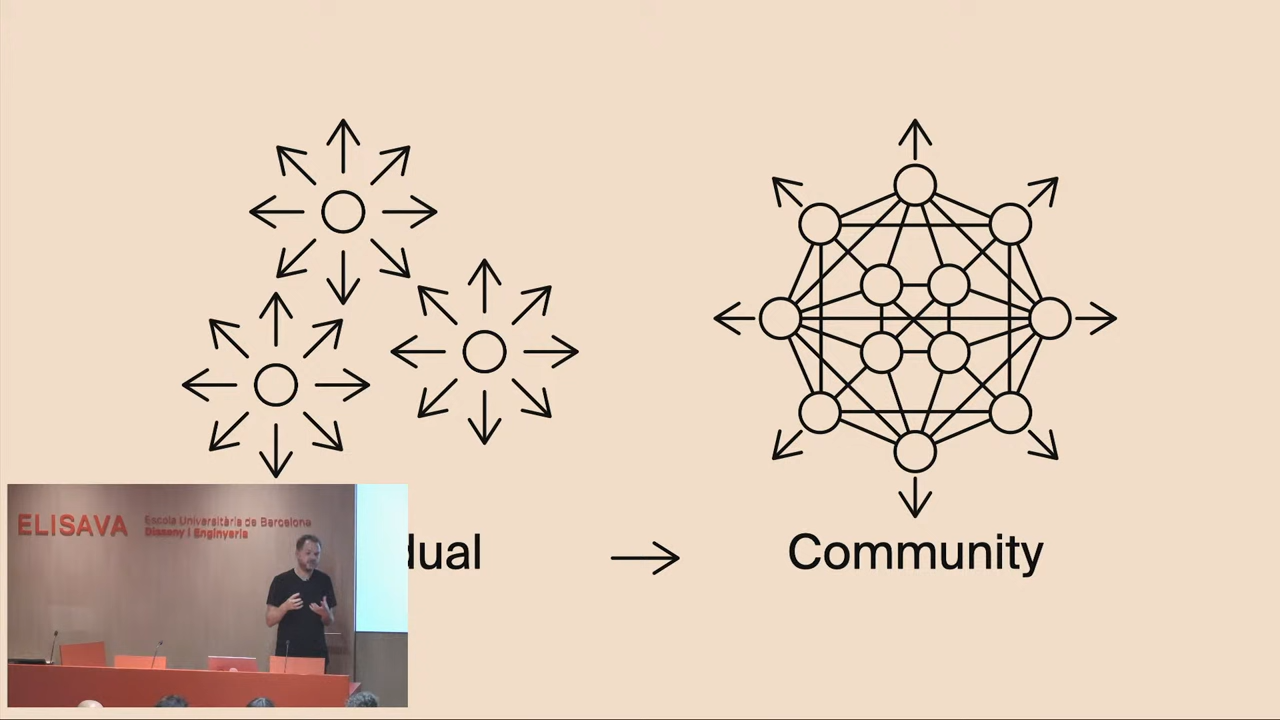 dual
Community
ELISAVA
Escola Universitària de Barcelona
Disseny i Enginyeria